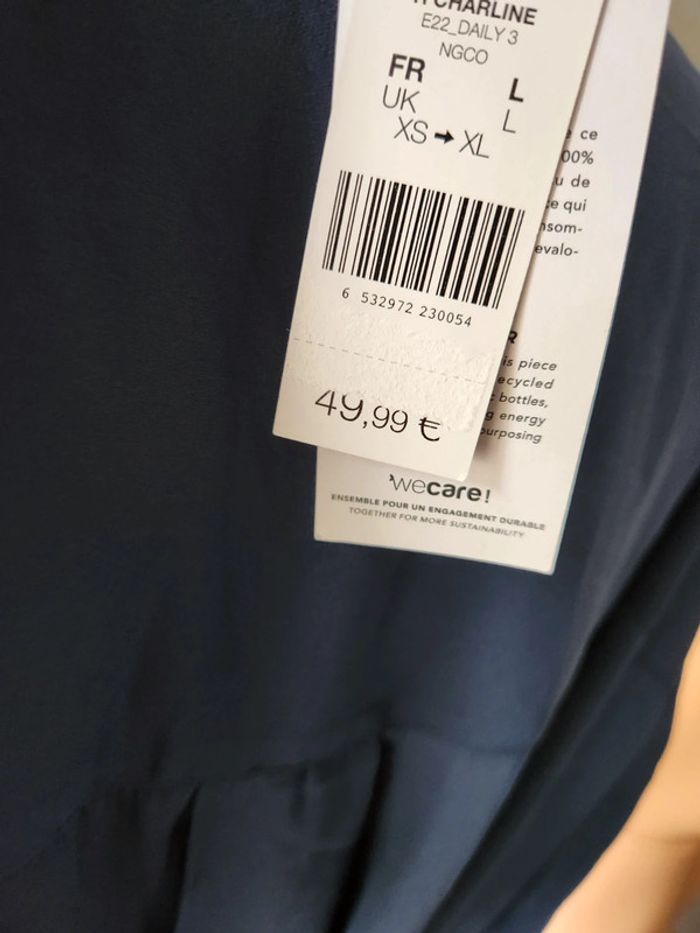 CHARLINE
E22_DAILY 3
NGCO
FR L
UK L
XS → XL
6 532972 230054
49,99 €
ce
00%
de
qui
nsom-
evalo-
is piece
ecycled
bottles,
g energy
purposing
'wecare!
ENSEMBLE POUR UN ENGAGEMENT DURABLE
TOGETHER FOR MORE SUSTAINABILITY